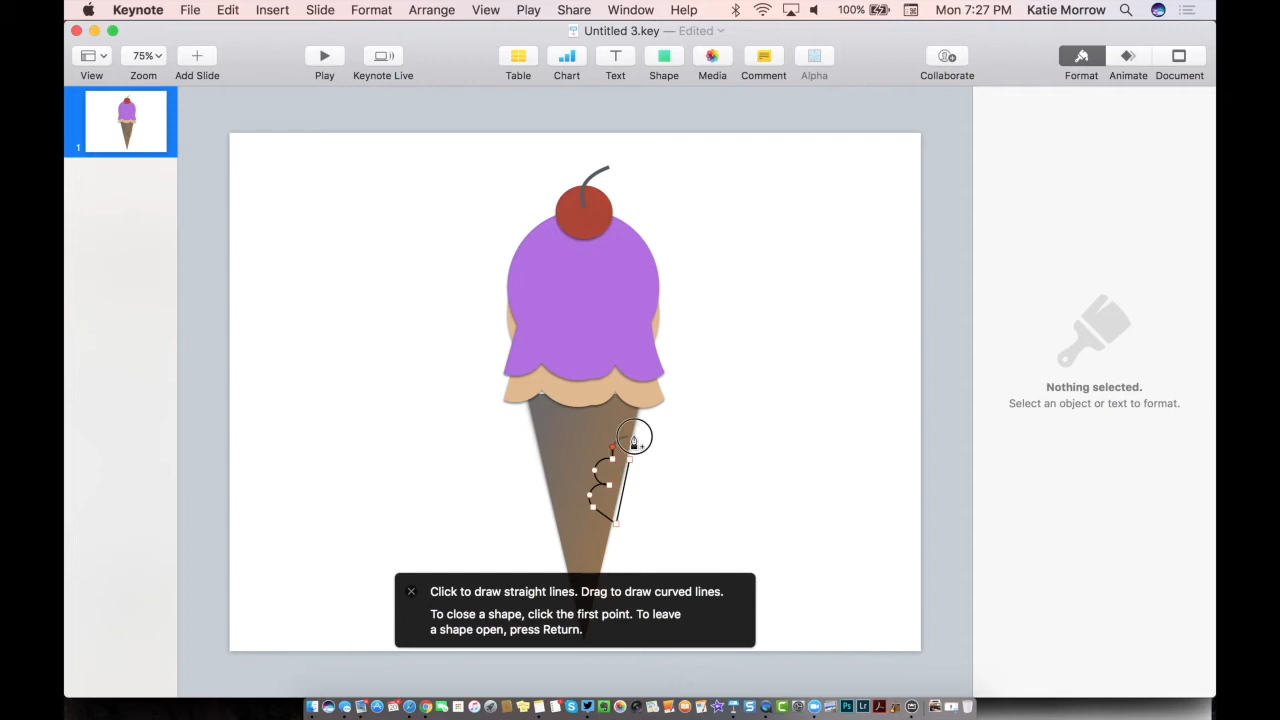 Keynote File Edit Insert Slide Format Arrange View Play Share Window Help 100% Mon 7:27 PM Katie Morrow
Untitled 3.key — Edited
75%
View Zoom Add Slide Play Keynote Live Table Chart Text Shape Media Comment Alpha Collaborate Format Animate Document
1
Nothing selected.
Select an object or text to format.
Click to draw straight lines. Drag to draw curved lines.
To close a shape, click the first point. To leave
a shape open, press Return.
Ps Lr